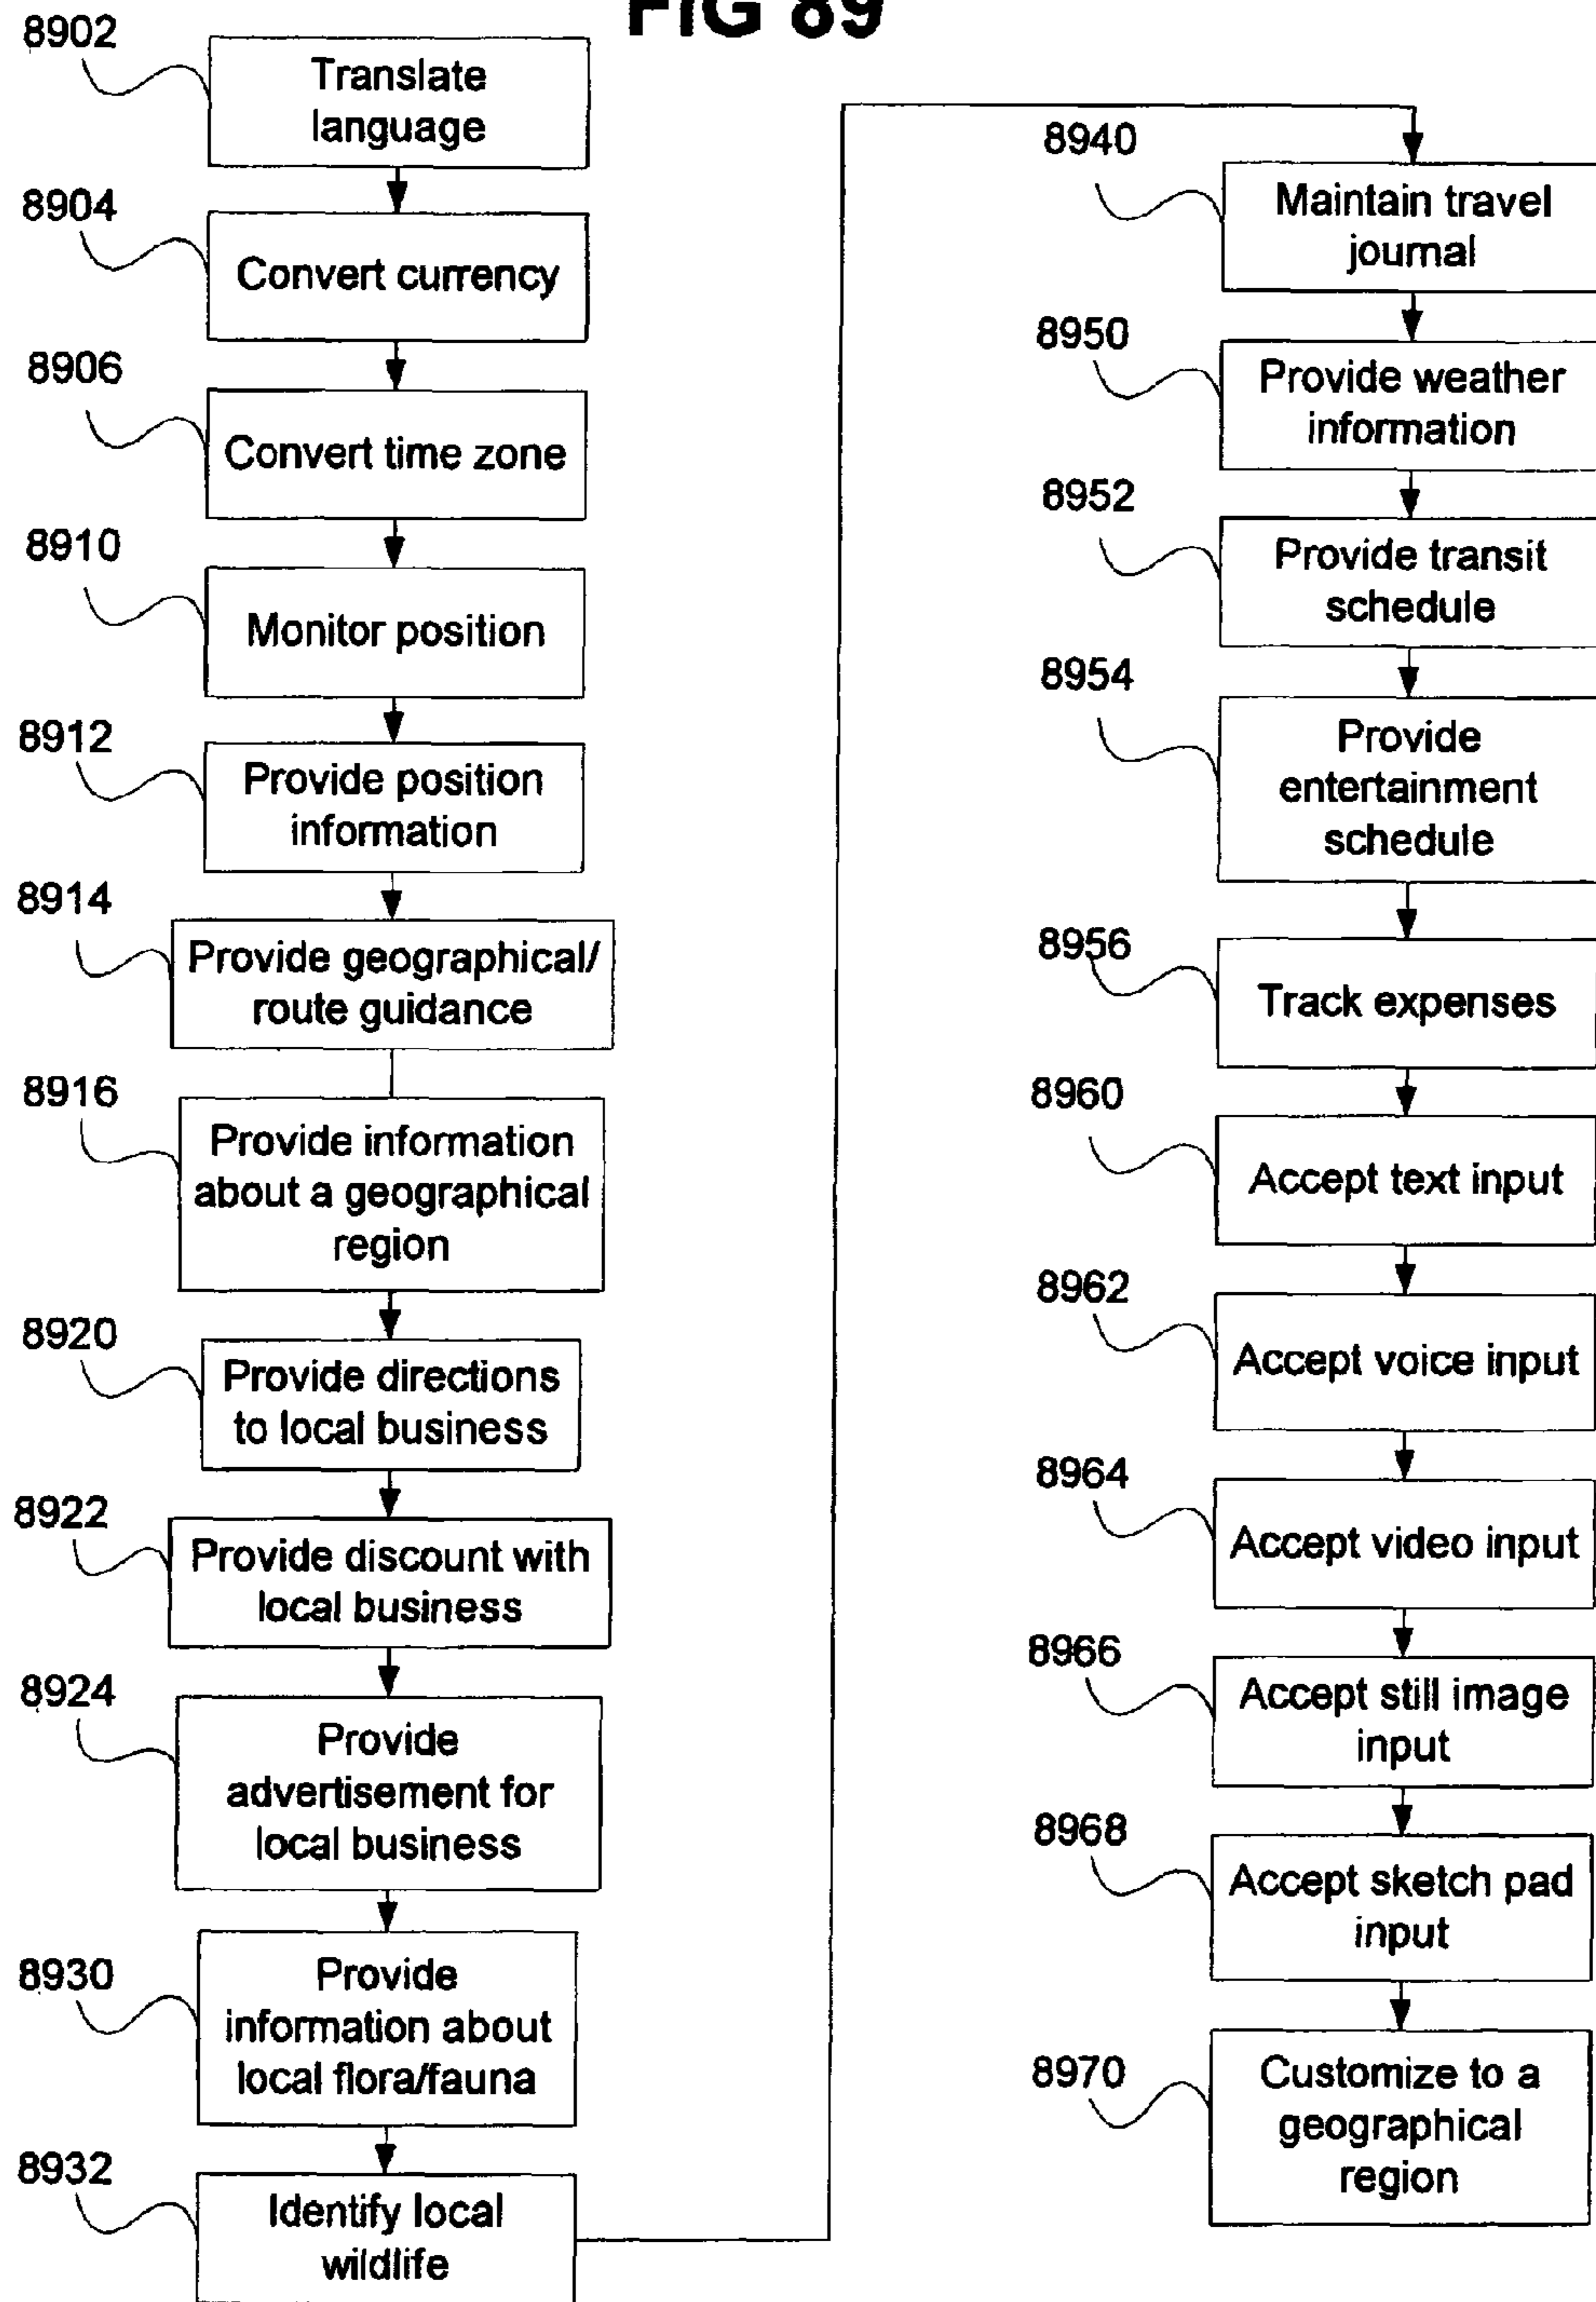 FIG 89
8902
Translate
language
8904
Convert currency
8906
Convert time zone
8910
Monitor position
8912
Provide position
information
8914
Provide geographical/
route guidance
8916
Provide information
about a geographical
region
8920
Provide directions
to local business
8922
Provide discount with
local business
8924
Provide
advertisement for
local business
8930
Provide
information about
local flora/fauna
8932
Identify local
wildlife
8940
Maintain travel
journal
8950
Provide weather
information
8952
Provide transit
schedule
8954
Provide
entertainment
schedule
8956
Track expenses
8960
Accept text input
8962
Accept voice input
8964
Accept video input
8966
Accept still image
input
8968
Accept sketch pad
input
8970
Customize to a
geographical
region